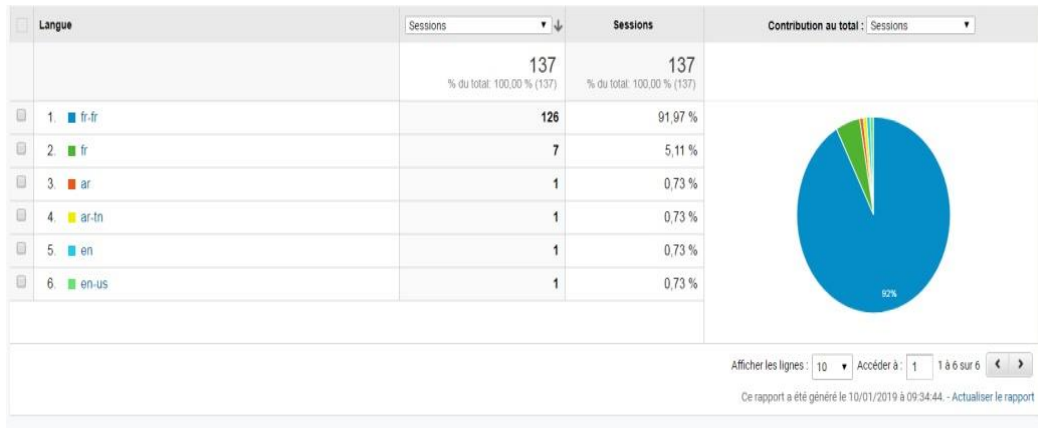 Langue Sessions Sessions Contribution au total : Sessions
137 137
% du total: 100,00 % (137) % du total: 100,00 % (137)
1. fr-fr 126 91,97 %
2. fr 7 5,11 %
3. ar 1 0,73 %
4. ar-tn 1 0,73 %
5. en 1 0,73 %
6. en-us 1 0,73 %
92%
Afficher les lignes : 10 Accéder à : 1 1 à 6 sur 6
Ce rapport a été généré le 10/01/2019 à 09:34:44. - Actualiser le rapport